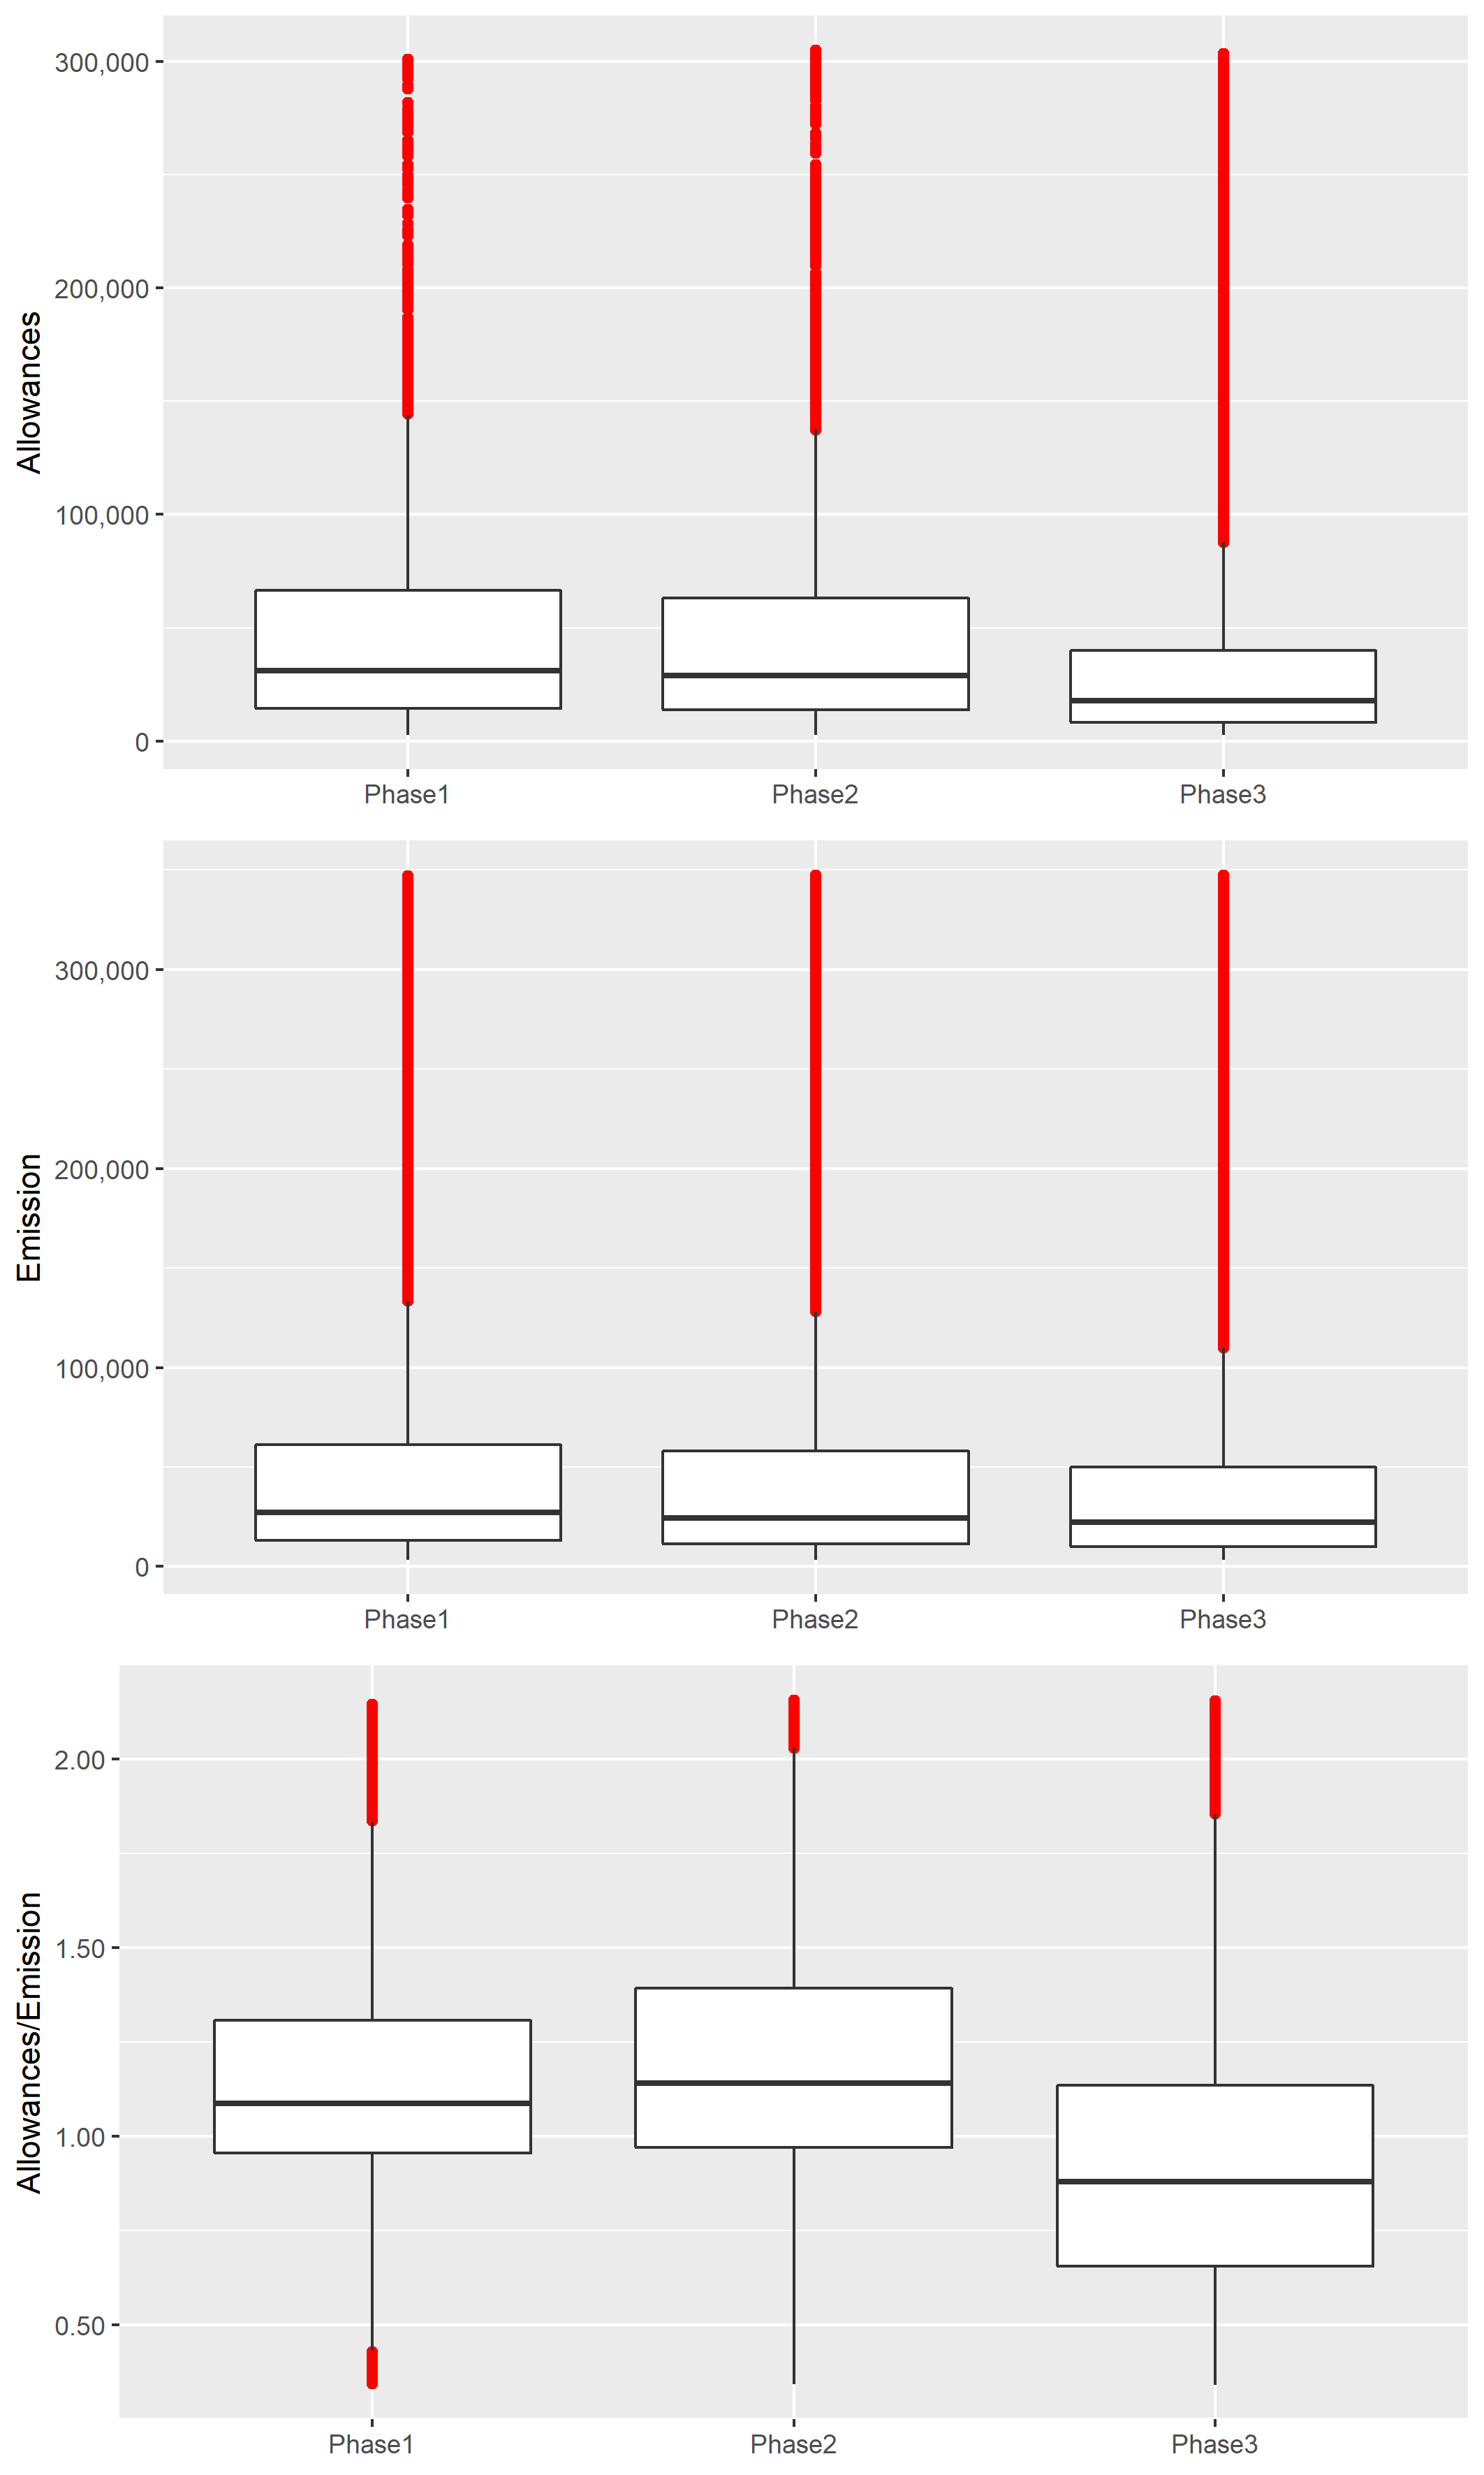 Allowances
300,000
200,000
100,000
0
Phase1 Phase2 Phase3
Emission
300,000
200,000
100,000
0
Phase1 Phase2 Phase3
Allowances/Emission
2.00
1.50
1.00
0.50
Phase1 Phase2 Phase3